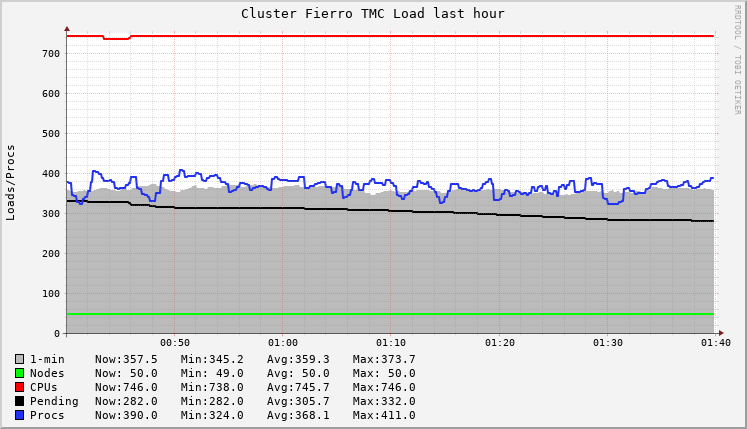 Cluster Fierro TMC Load last hour
RRDTOOL / TOBI OETIKER
Loads/Procs
700
600
500
400
300
200
100
0
00:50 01:00 01:10 01:20 01:30 01:40
1-min Now:357.5 Min:345.2 Avg:359.3 Max:373.7
Nodes Now: 50.0 Min: 49.0 Avg: 50.0 Max: 50.0
CPUs Now:746.0 Min:738.0 Avg:745.7 Max:746.0
Pending Now:282.0 Min:282.0 Avg:305.7 Max:332.0
Procs Now:390.0 Min:324.0 Avg:368.1 Max:411.0